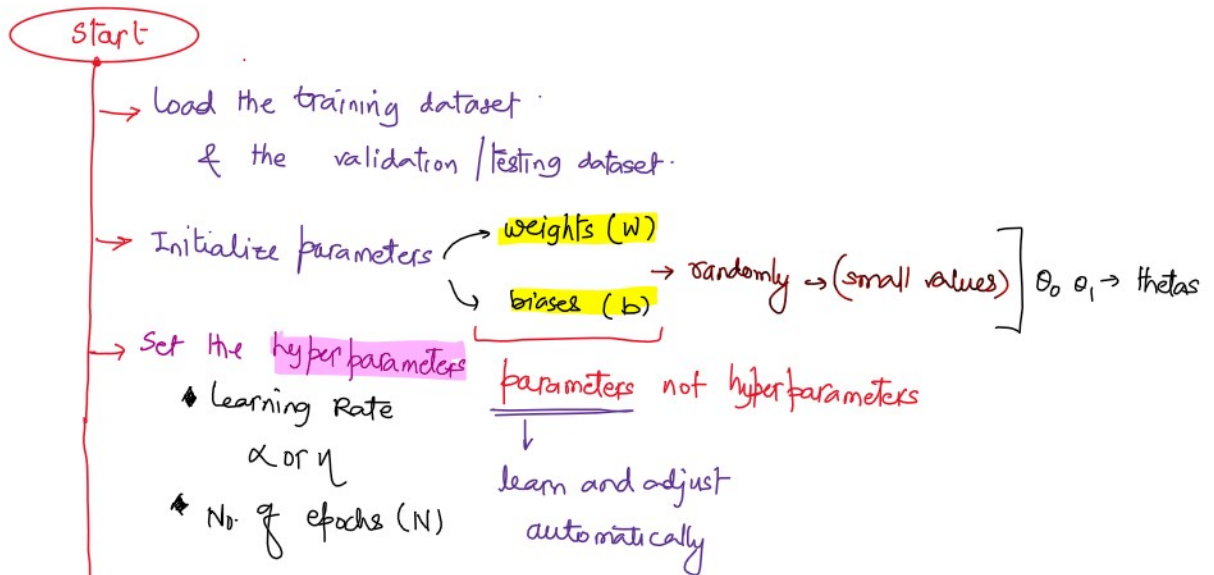 Start
→ Load the training dataset
& the validation / testing dataset.
→ Initialize parameters
→ weights (W)
→ biases (b)
→ randomly → (small values)
θ₀ θ₁ → thetas
→ Set the hyperparameters
parameters not hyperparameters
Learning Rate
α or η
learn and adjust
automatically
No. of epochs (N)